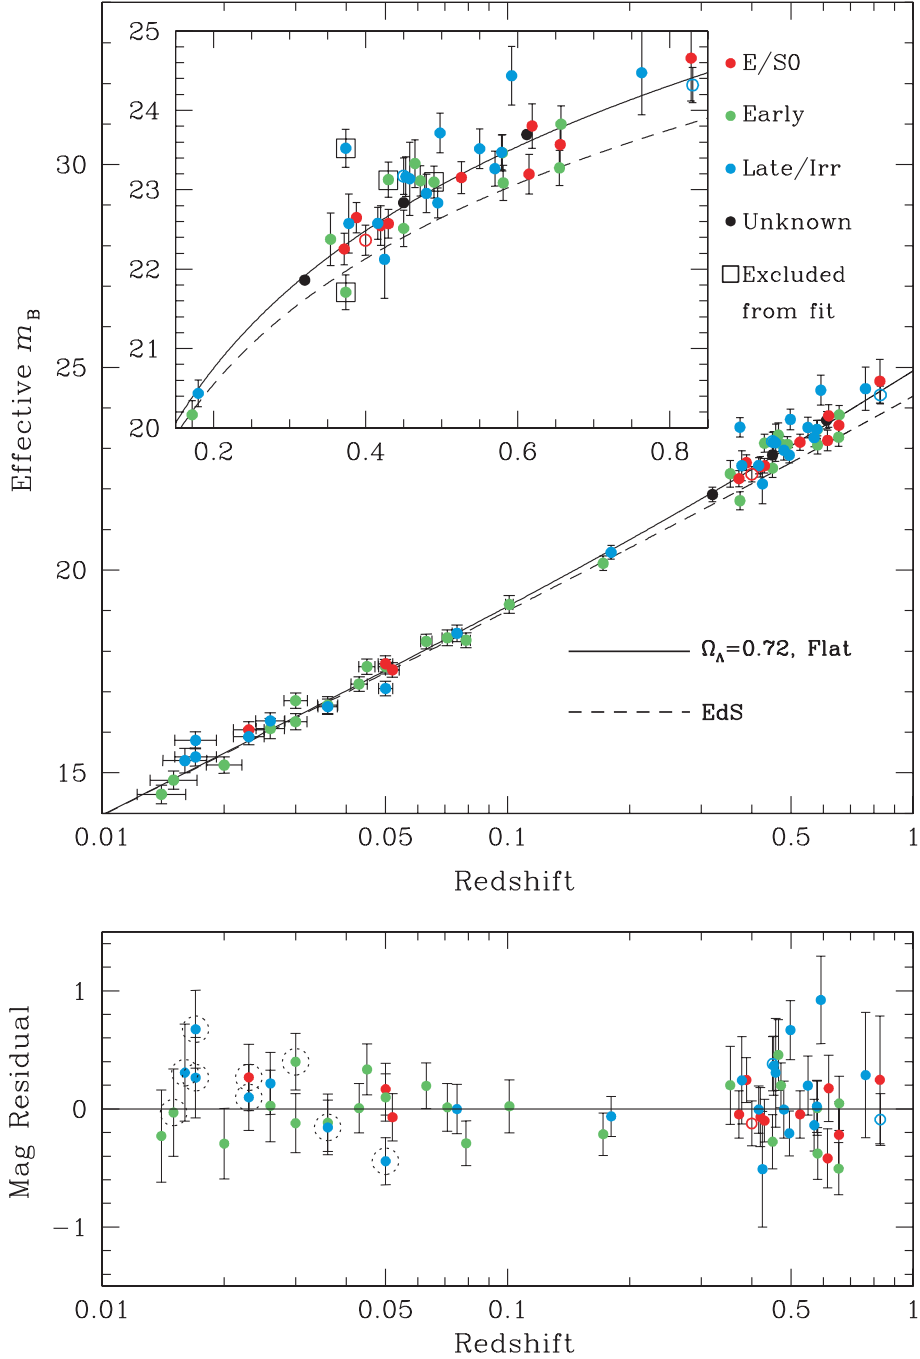 25
24
23
22
21
20
0.2
0.4
0.6
0.8
E/S0
Early
Late/Irr
Unknown
Excluded
from fit
Effective mB
30
25
20
15
ΩΛ=0.72, Flat
EdS
0.01
0.05
0.1
0.5
1
Redshift
Mag Residual
1
0
−1
0.01
0.05
0.1
0.5
1
Redshift